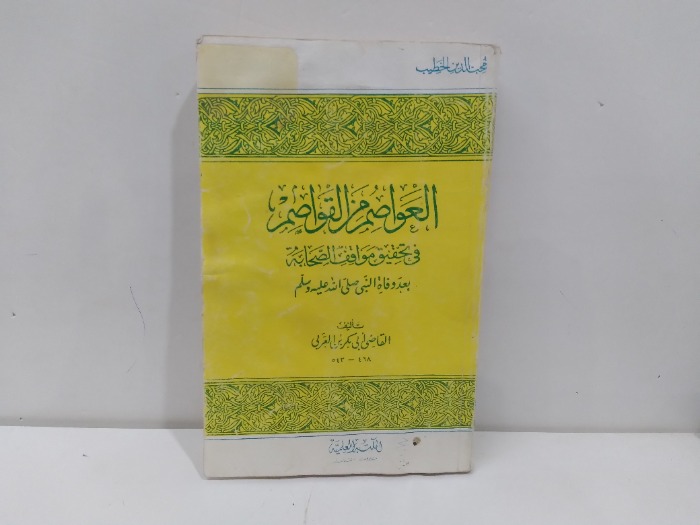 محب الدين الخطيب
العواصم من القواصم
في تحقيق مواقف الصحابة
بعد وفاة النبي صلى الله عليه وسلم
تأليف
القاضي أبي بكر بن العربي
٤٦٨ - ٥٤٣
المكتبة العلمية